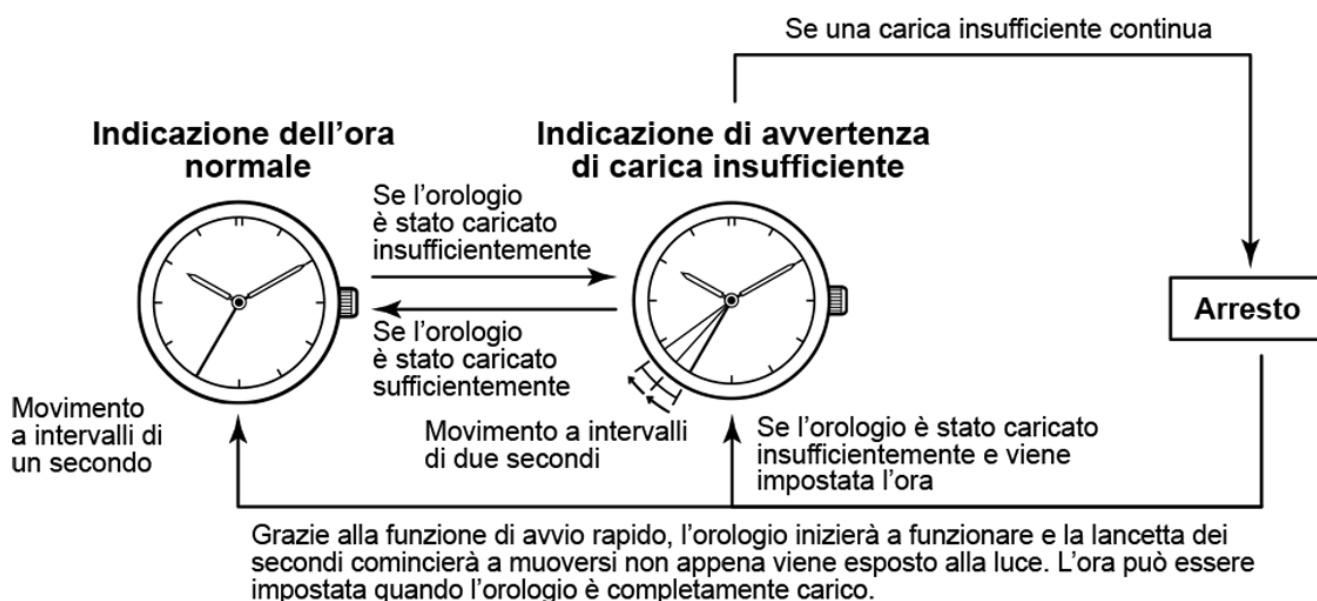 Se una carica insufficiente continua
Indicazione dell’ora
normale
Indicazione di avvertenza
di carica insufficiente
Se l’orologio
è stato caricato
insufficientemente
Se l’orologio
è stato caricato
sufficientemente
Arresto
Movimento
a intervalli di
un secondo
Movimento a intervalli
di due secondi
Se l’orologio è stato caricato
insufficientemente e viene
impostata l’ora
Grazie alla funzione di avvio rapido, l’orologio inizierà a funzionare e la lancetta dei
secondi comincierà a muoversi non appena viene esposto alla luce. L’ora può essere
impostata quando l’orologio è completamente carico.